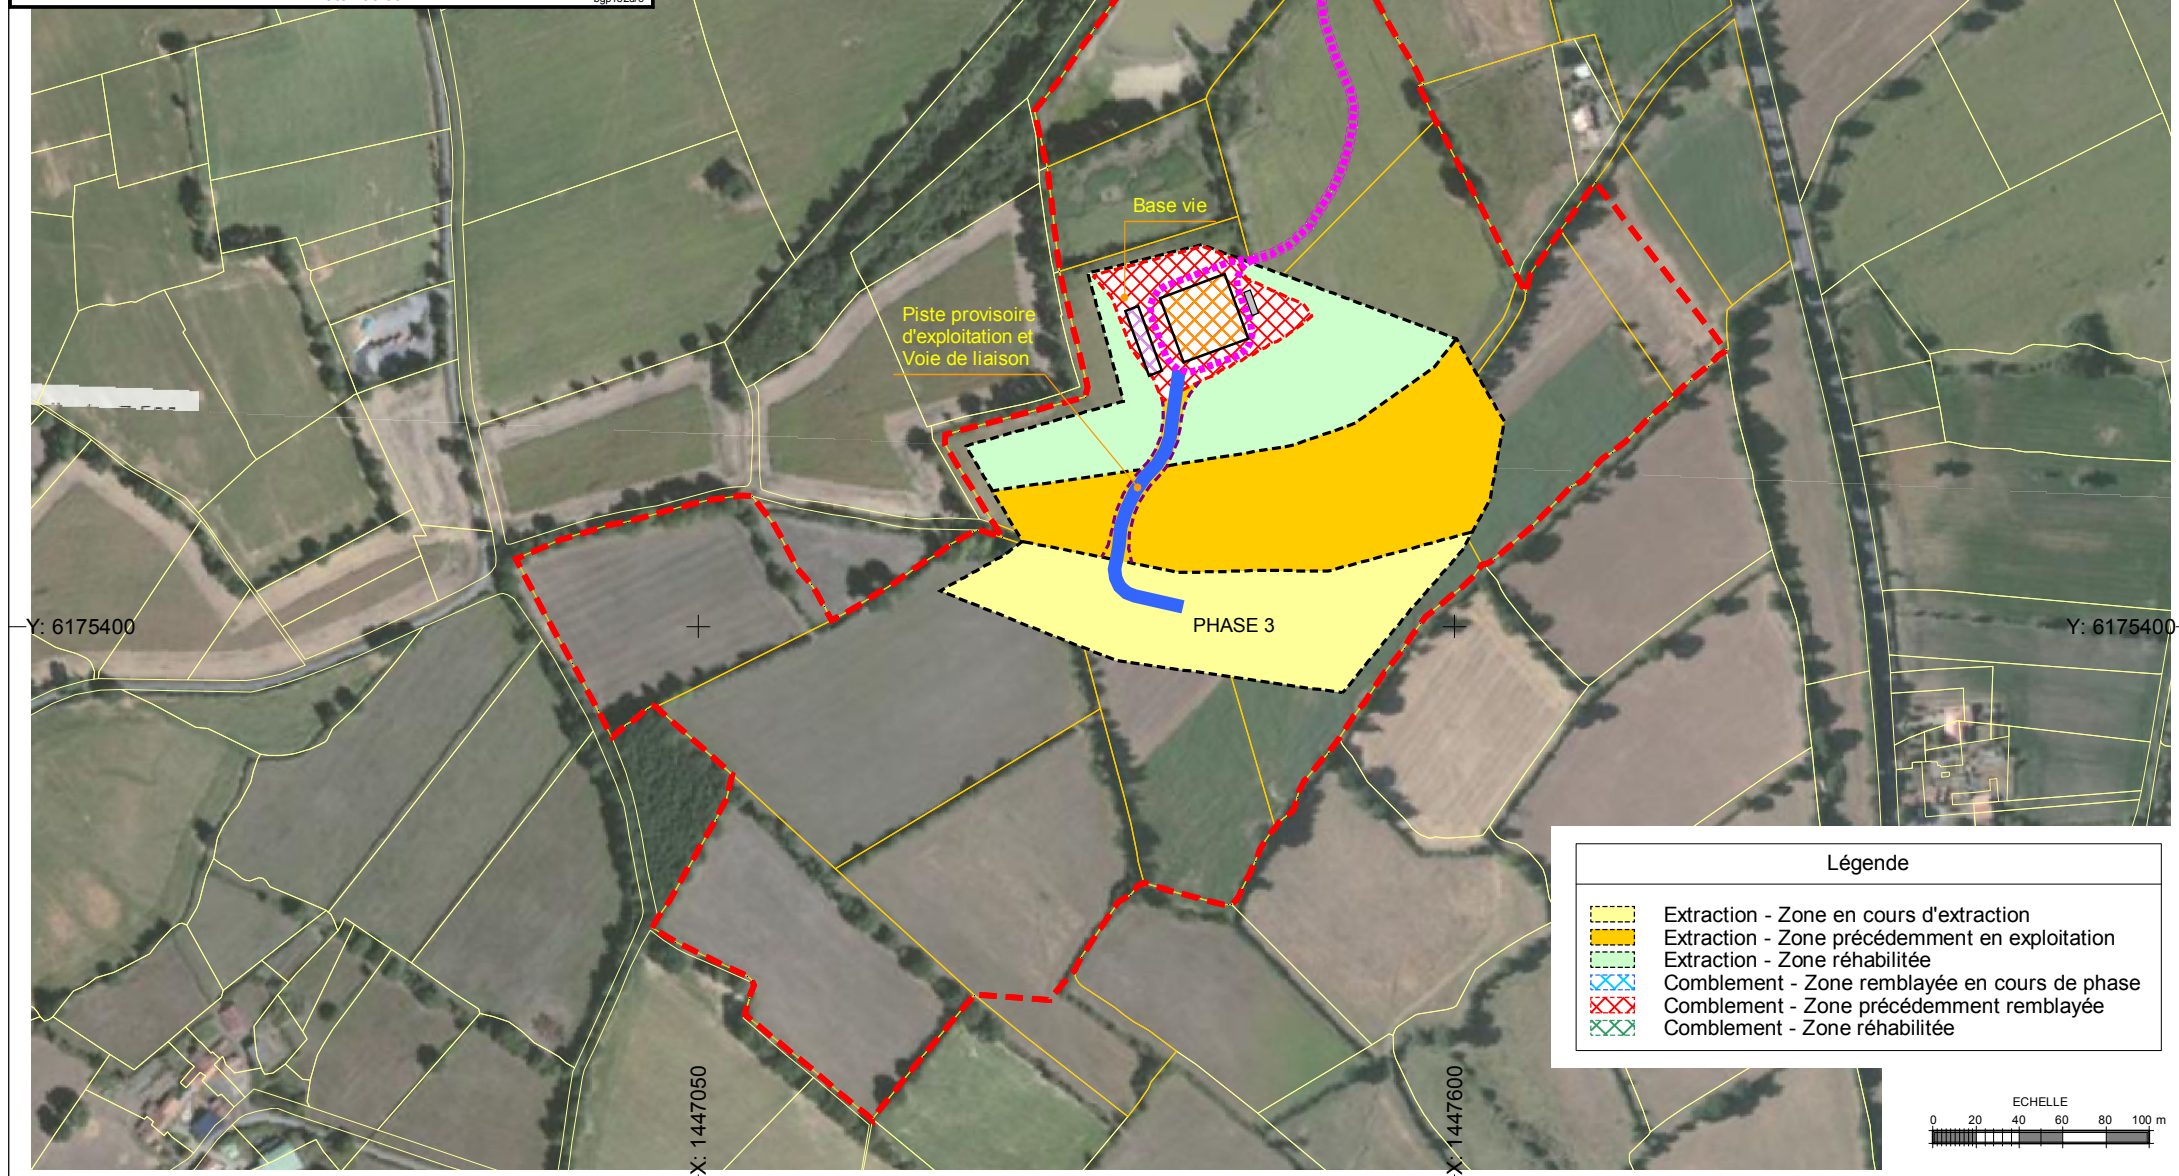 Base vie
Piste provisoire
d'exploitation et
Voie de liaison
Y: 6175400
PHASE 3
Y: 6175400
Légende
Extraction - Zone en cours d'extraction
Extraction - Zone précédemment en exploitation
Extraction - Zone réhabilitée
Comblement - Zone remblayée en cours de phase
Comblement - Zone précédemment remblayée
Comblement - Zone réhabilitée
X: 1447050
X: 1447600
ECHELLE
0 20 40 60 80 100 m